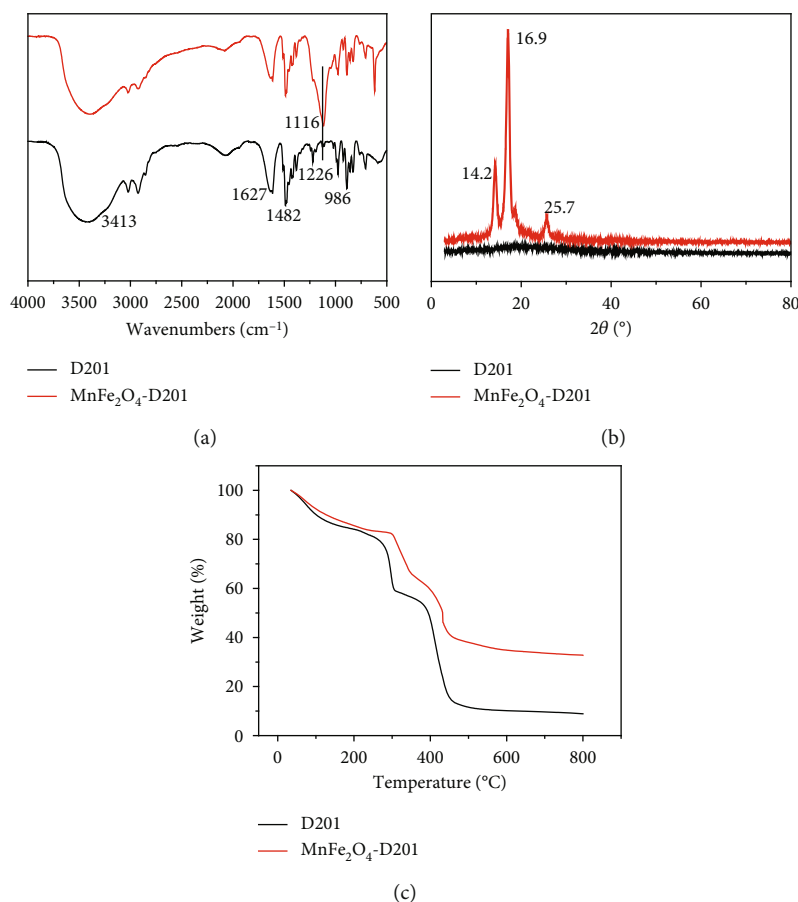 1116
1627
1226
3413
1482
986
4000 3500 3000 2500 2000 1500 1000 500
Wavenumbers (cm⁻¹)
D201
MnFe₂O₄-D201
(a)
16.9
14.2
25.7
0 20 40 60 80
2θ (°)
D201
MnFe₂O₄-D201
(b)
100
80
60
40
20
0
Weight (%)
0 200 400 600 800
Temperature (°C)
D201
MnFe₂O₄-D201
(c)